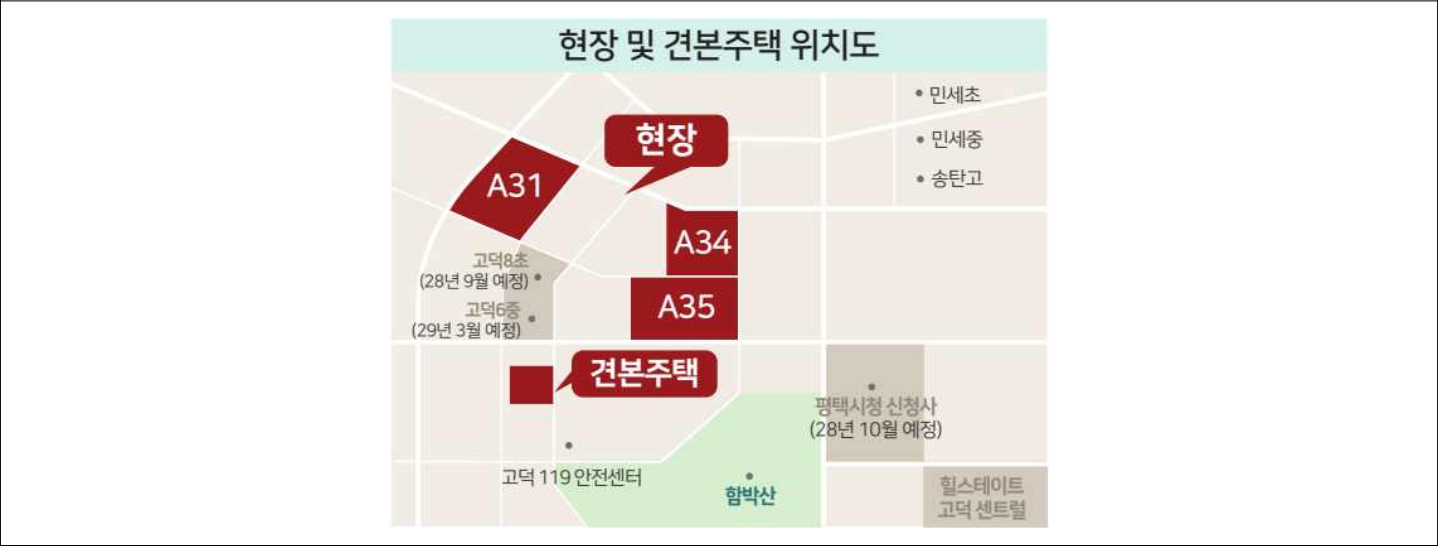 현장 및 견본주택 위치도
민세초
현장
민세중
A31
송탄고
A34
고덕8초
(28년 9월 예정)
A35
고덕6중
(29년 3월 예정)
견본주택
평택시청 신청사
(28년 10월 예정)
고덕 119 안전센터
함박산
힐스테이트
고덕 센트럴